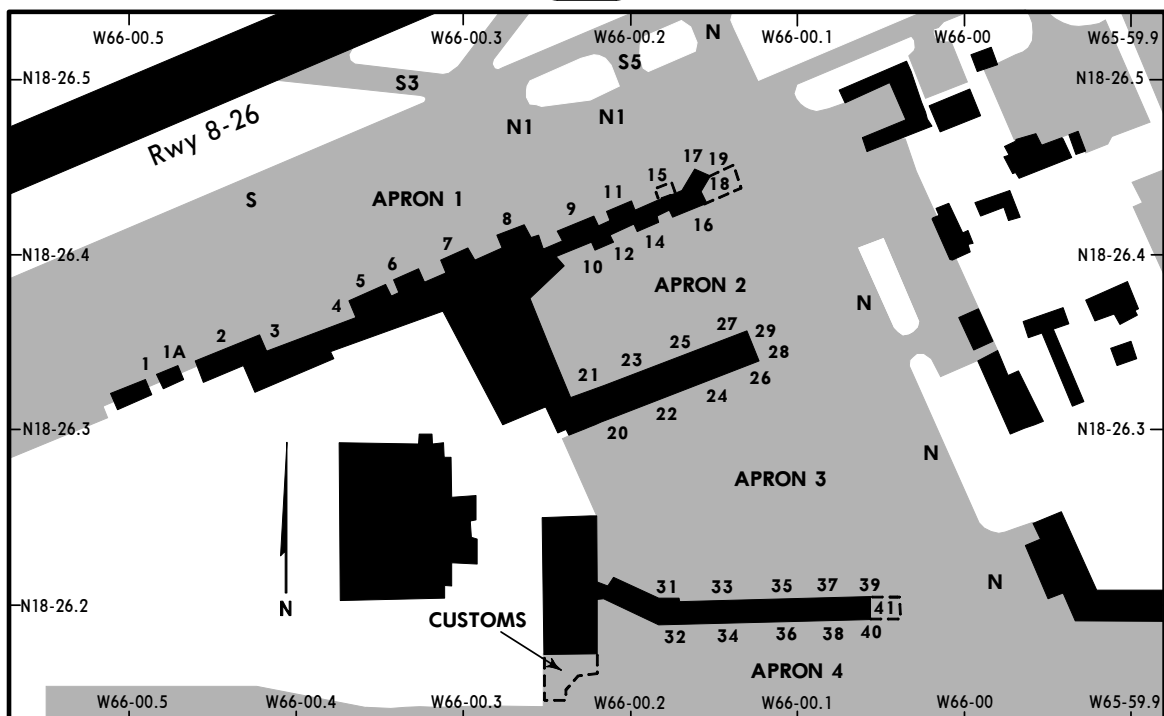 W66-00.5 W66-00.3 W66-00.2 N W66-00.1 W66-00 W65-59.9
N18-26.5 S3 S5 N18-26.5
Rwy 8-26 N1 N1
17 19
15 18
S APRON 1 11 16
8 9 14
7 10 12
N18-26.4 N18-26.4
6 APRON 2
5 N
4
3 27 29
2 25 28
1A 23 26
1 21 24
22
20
N18-26.3 N18-26.3
N
APRON 3
31 33 35 37 39 N
N18-26.2 N 41 N18-26.2
CUSTOMS 32 34 36 38 40
APRON 4
W66-00.5 W66-00.4 W66-00.3 W66-00.2 W66-00.1 W66-00 W65-59.9